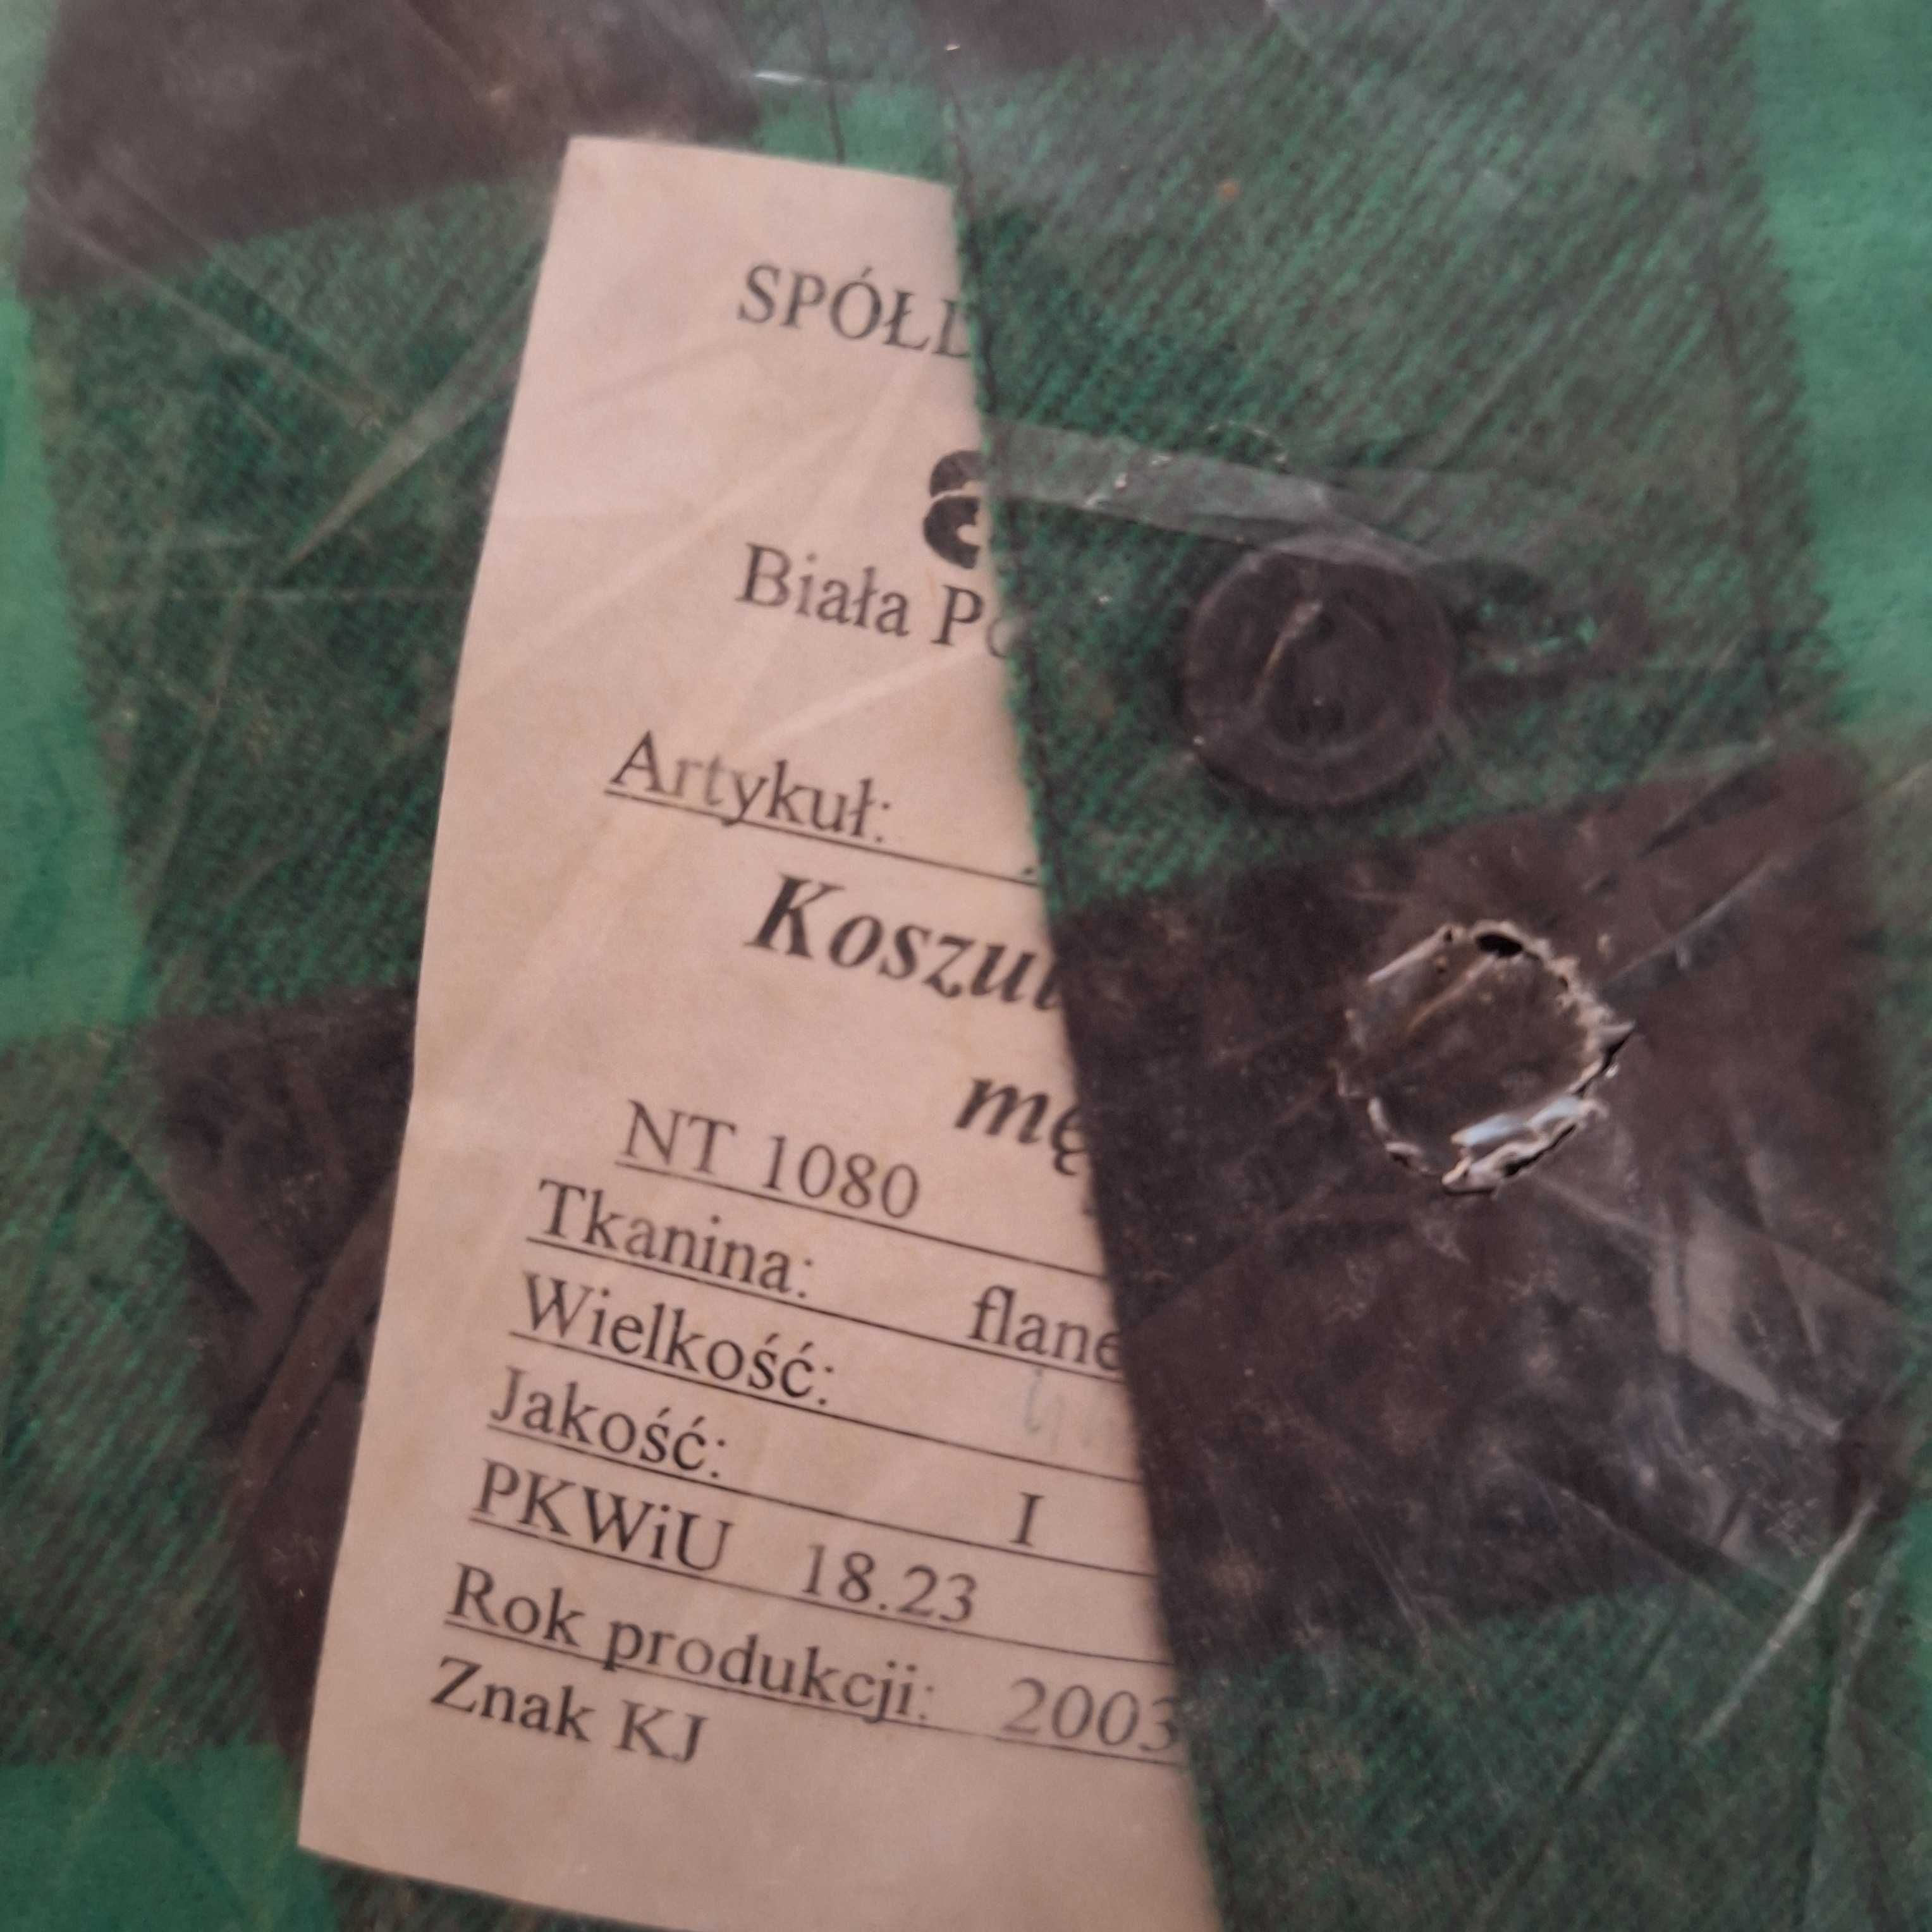 SPÓŁD
Biała Po
Artykuł:
Koszul
mę
NT 1080
Tkanina: flane
Wielkość:
Jakość: I
PKWiU 18.23
Rok produkcji: 2003
Znak KJ